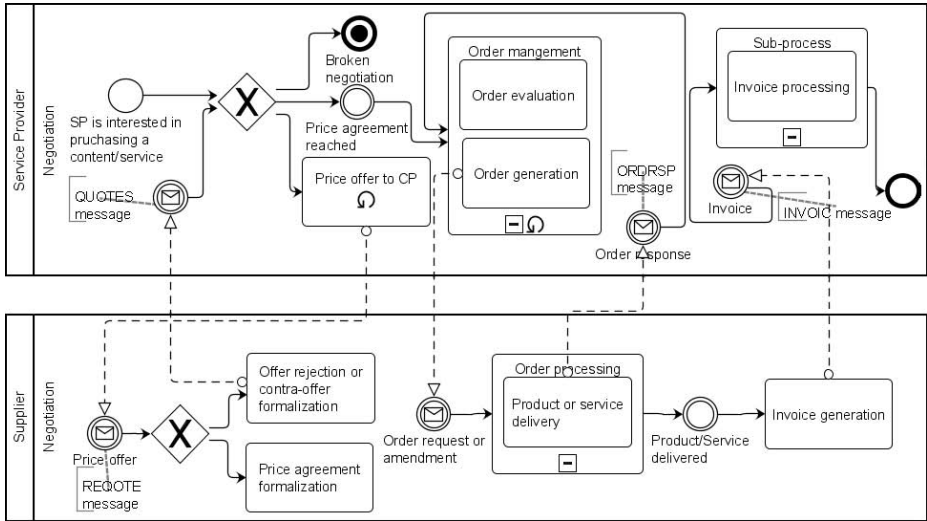 Service Provider
Negotiation
SP is interested in
pruchasing a
content/service
QUOTES
message
Broken
negotiation
Price agreement
reached
Price offer to CP
Order mangement
Order evaluation
Order generation
ORDRSP
message
Order response
Sub-process
Invoice processing
Invoice
INVOIC message
Supplier
Negotiation
Price offer
REQOTE
message
Offer rejection or
contra-offer
formalization
Price agreement
formalization
Order request or
amendment
Order processing
Product or service
delivery
Product/Service
delivered
Invoice generation